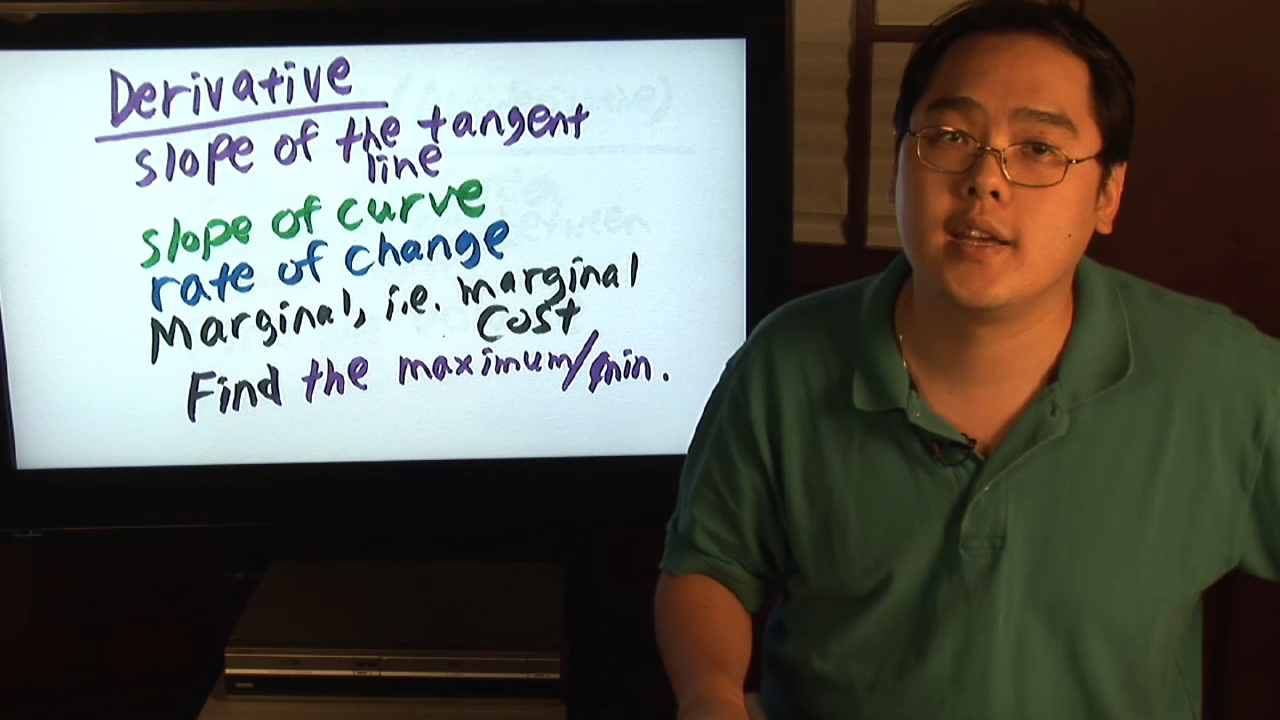 Derivative
slope of the tangent
line
slope of curve
rate of change
Marginal, i.e. marginal
Cost
Find the maximum/min.